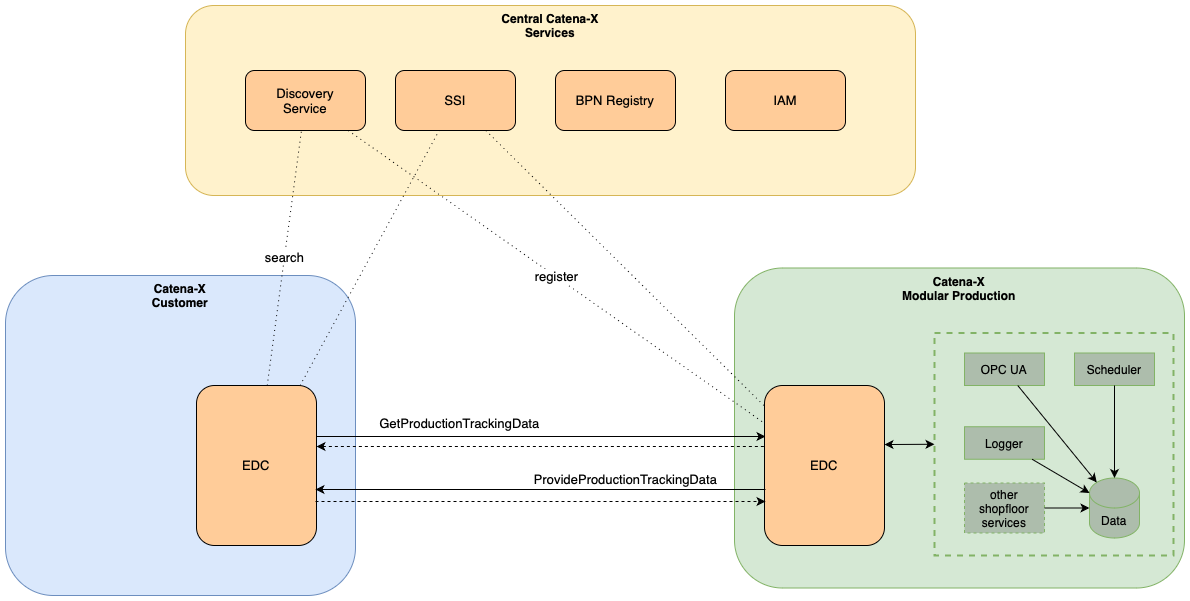 Central Catena-X
Services
Discovery
Service
SSI
BPN Registry
IAM
search
register
Catena-X
Customer
EDC
GetProductionTrackingData
ProvideProductionTrackingData
Catena-X
Modular Production
EDC
OPC UA
Scheduler
Logger
other
shopfloor
services
Data